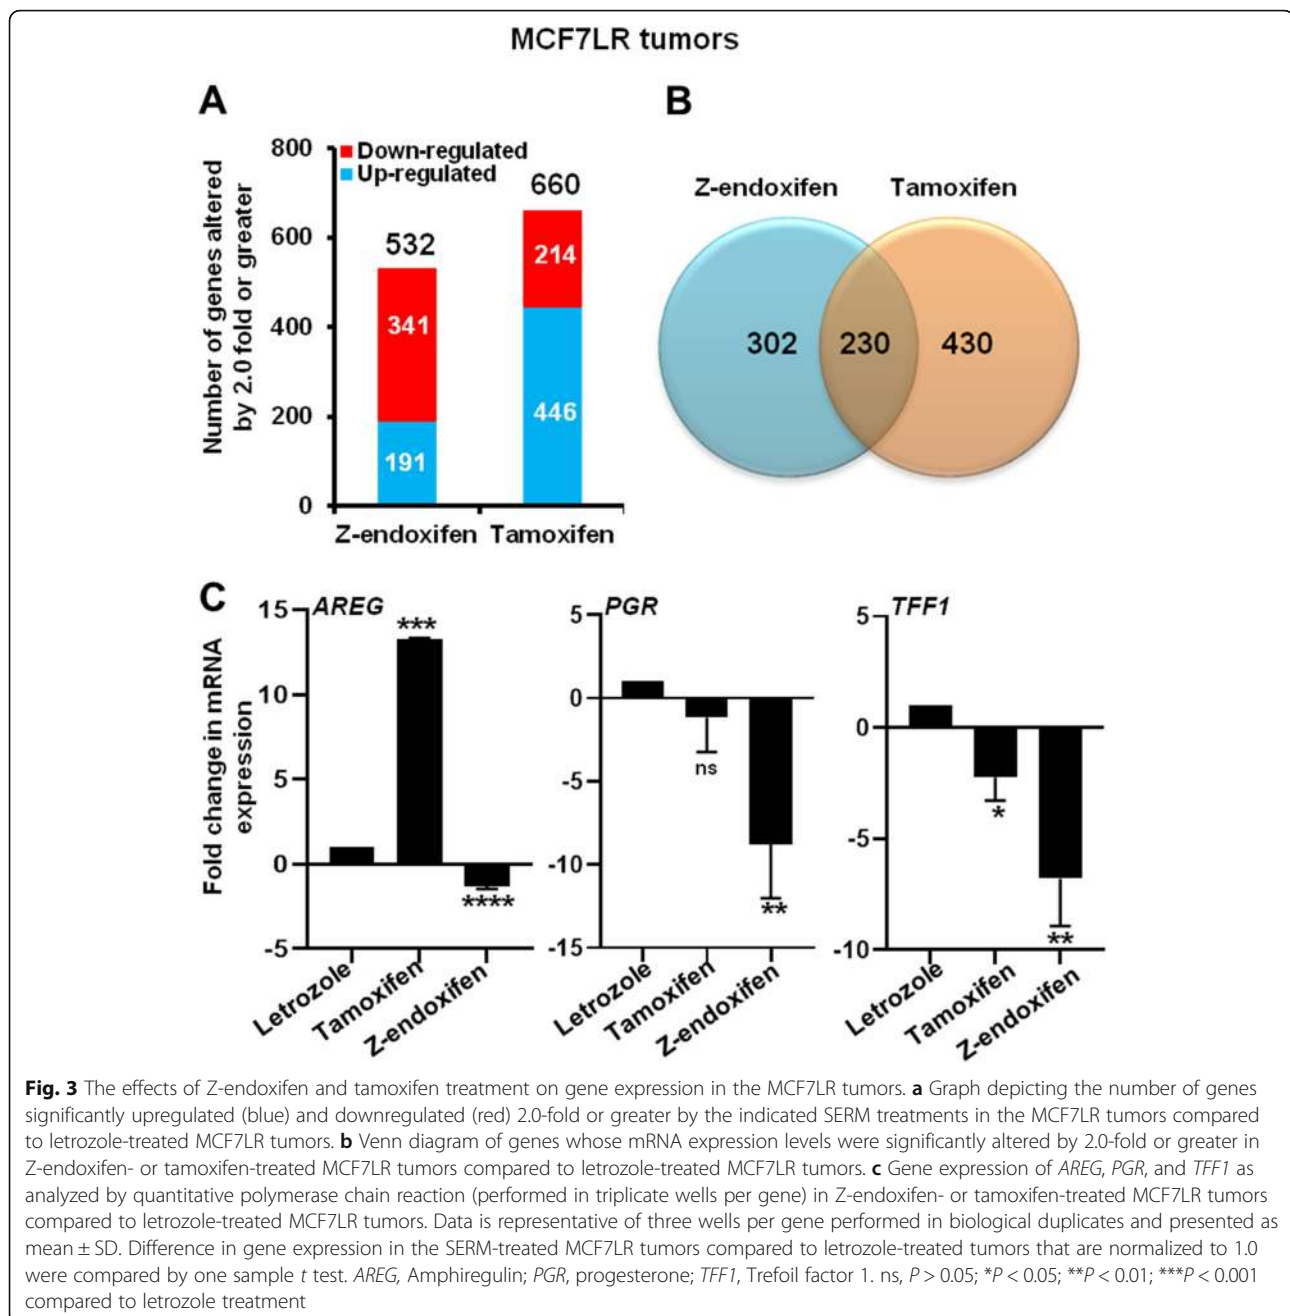 MCF7LR tumors
A
Number of genes altered
by 2.0 fold or greater
800
600
400
200
0
Down-regulated
Up-regulated
532
341
191
660
214
446
Z-endoxifen Tamoxifen
B
Z-endoxifen Tamoxifen
302 230 430
C
Fold change in mRNA
expression
AREG
15
10
5
0
-5
***
****
Letrozole
Tamoxifen
Z-endoxifen
PGR
5
0
-5
-10
-15
ns
**
Letrozole
Tamoxifen
Z-endoxifen
TFF1
5
0
-5
-10
*
**
Letrozole
Tamoxifen
Z-endoxifen
Fig. 3 The effects of Z-endoxifen and tamoxifen treatment on gene expression in the MCF7LR tumors. a Graph depicting the number of genes
significantly upregulated (blue) and downregulated (red) 2.0-fold or greater by the indicated SERM treatments in the MCF7LR tumors compared
to letrozole-treated MCF7LR tumors. b Venn diagram of genes whose mRNA expression levels were significantly altered by 2.0-fold or greater in
Z-endoxifen- or tamoxifen-treated MCF7LR tumors compared to letrozole-treated MCF7LR tumors. c Gene expression of AREG, PGR, and TFF1 as
analyzed by quantitative polymerase chain reaction (performed in triplicate wells per gene) in Z-endoxifen- or tamoxifen-treated MCF7LR tumors
compared to letrozole-treated MCF7LR tumors. Data is representative of three wells per gene performed in biological duplicates and presented as
mean ± SD. Difference in gene expression in the SERM-treated MCF7LR tumors compared to letrozole-treated tumors that are normalized to 1.0
were compared by one sample t test. AREG, Amphiregulin; PGR, progesterone; TFF1, Trefoil factor 1. ns, P > 0.05; *P < 0.05; **P < 0.01; ***P < 0.001
compared to letrozole treatment